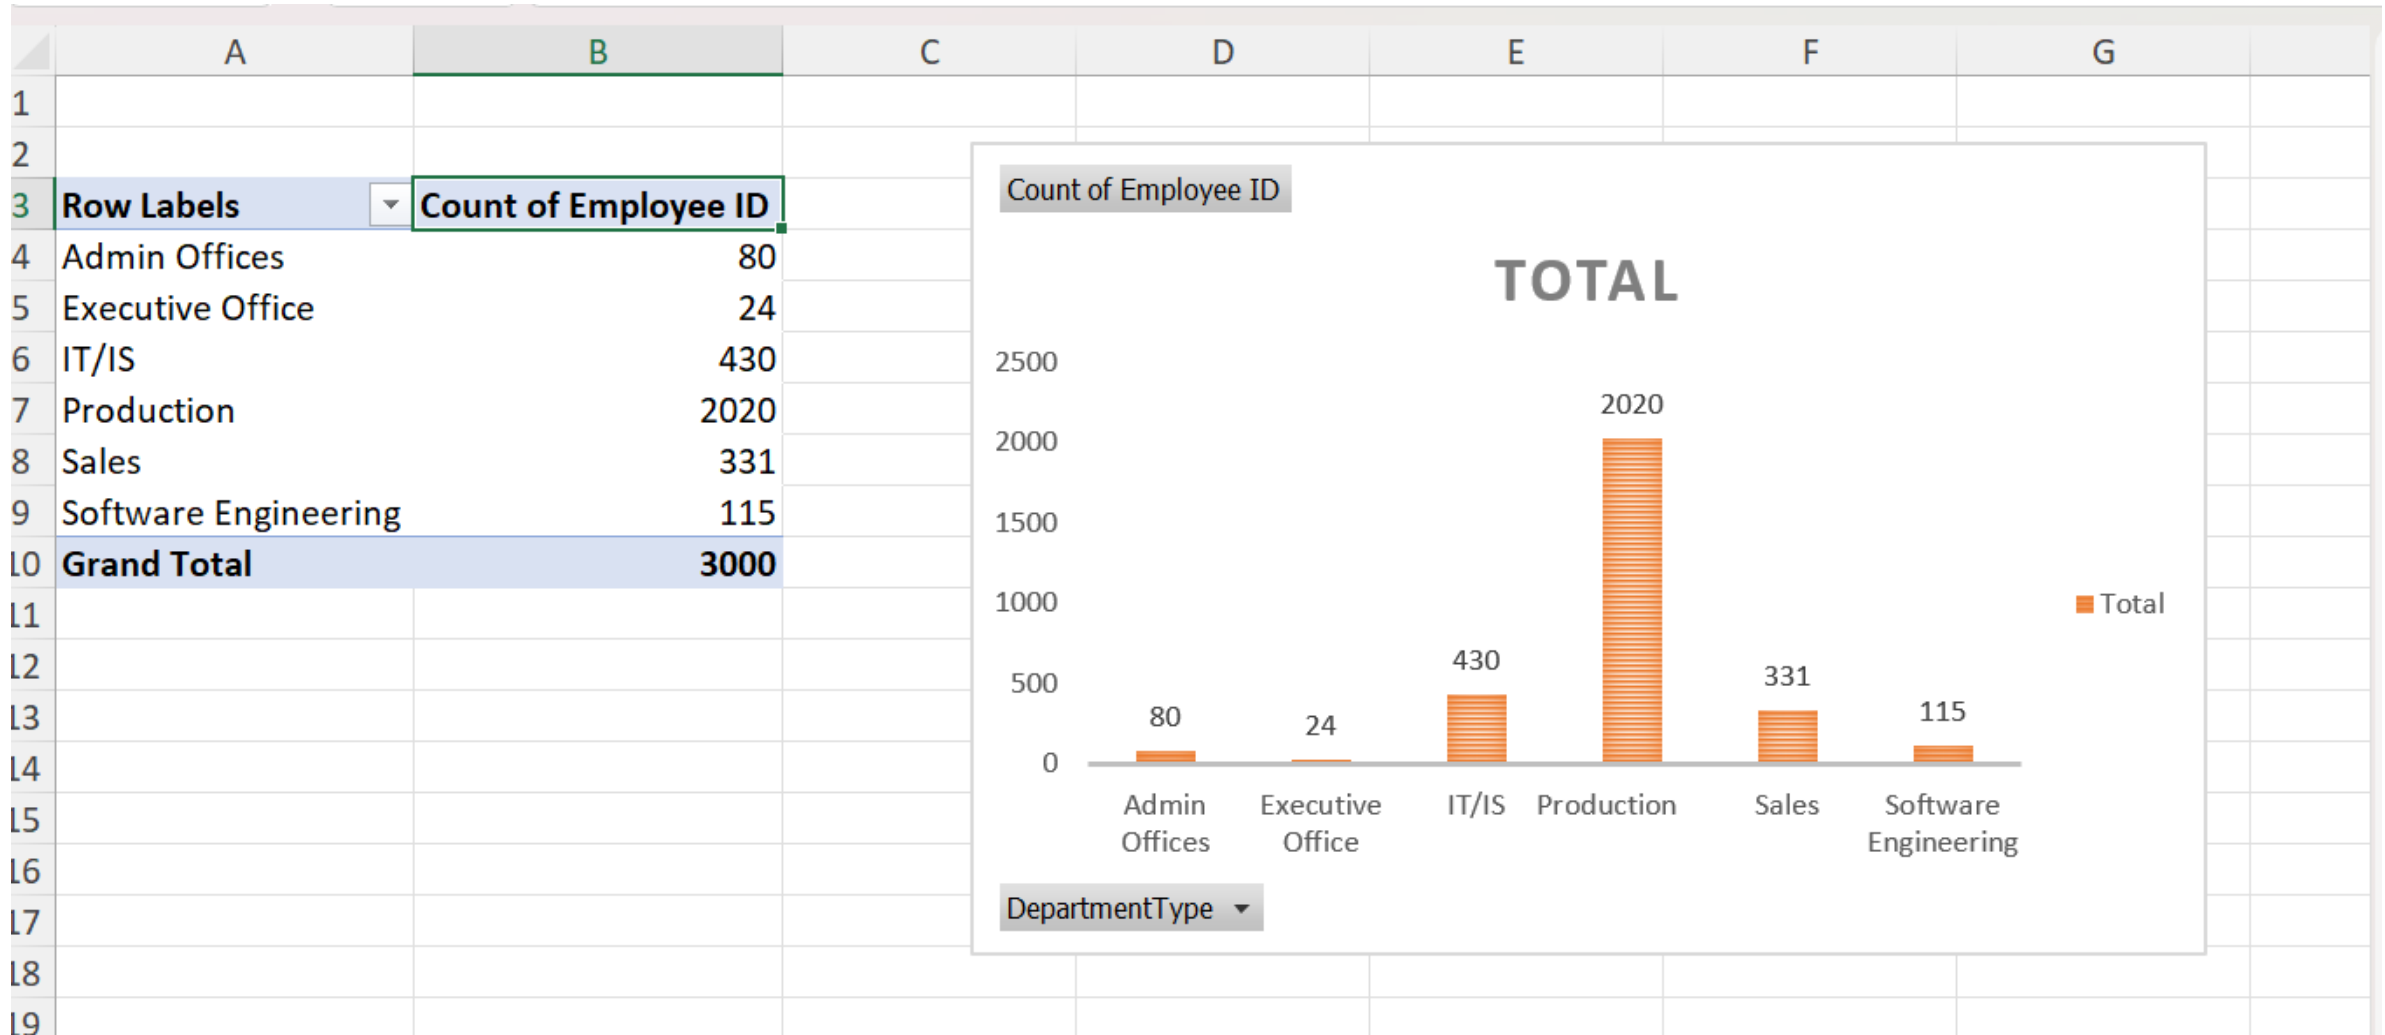 A B C D E F G
1
2
3 Row Labels Count of Employee ID
4 Admin Offices 80
5 Executive Office 24
6 IT/IS 430
7 Production 2020
8 Sales 331
9 Software Engineering 115
10 Grand Total 3000
11
12
13
14
15
16
17
18
19
Count of Employee ID
TOTAL
2500
2000
1500
1000
500
0
80 24 430 2020 331 115
Admin Offices Executive Office IT/IS Production Sales Software Engineering
Total
DepartmentType